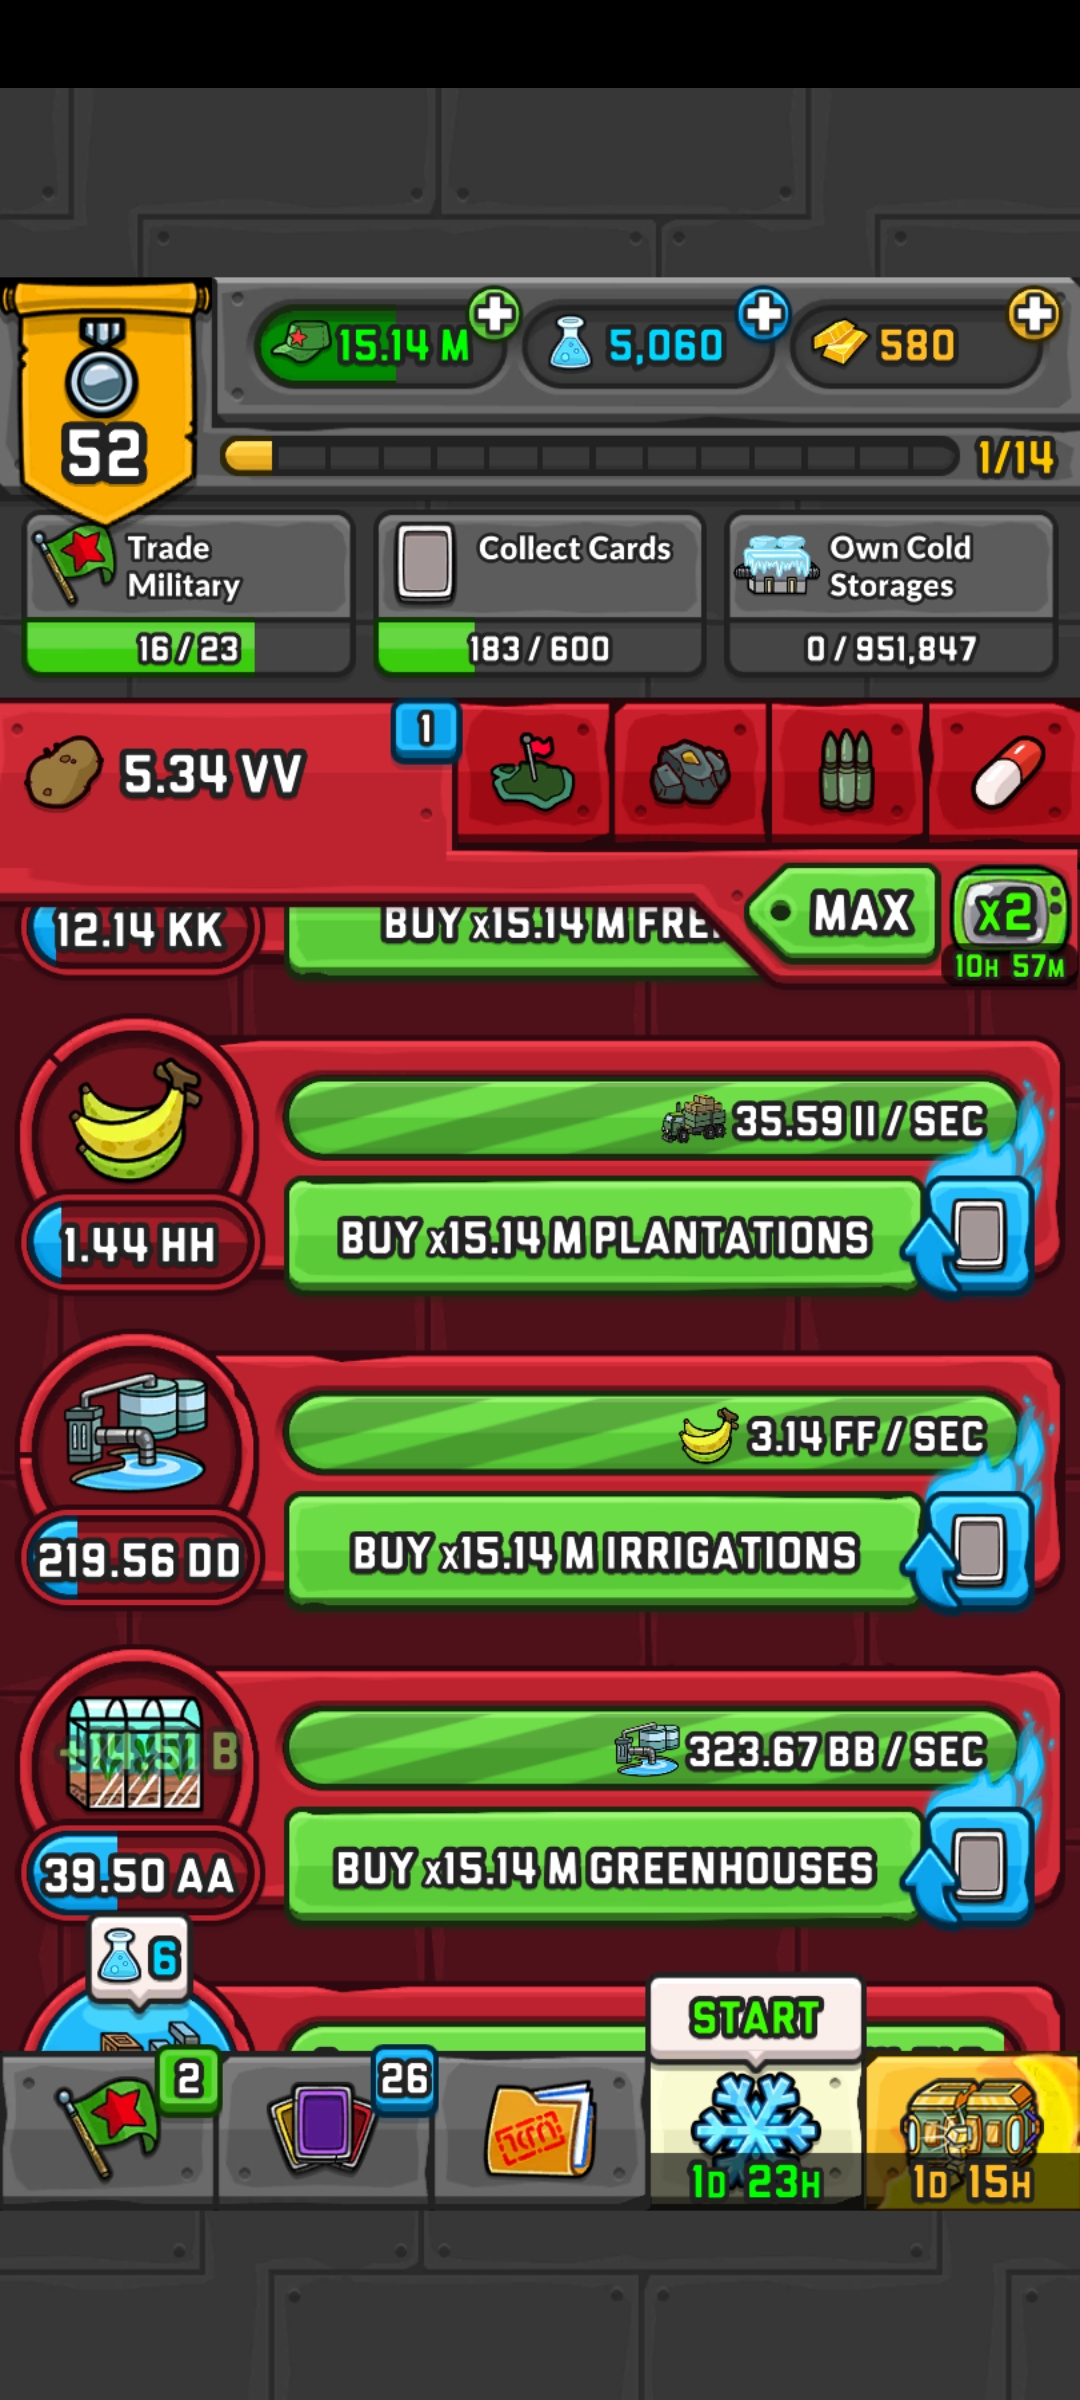 15.14 M
5,060
580
52
1/14
Trade
Military
16/23
Collect Cards
183/600
Own Cold
Storages
0/951,847
5.34 VV
1
MAX
x2
10H 57M
12.14 KK
BUY x15.14 M FRE
35.59 II / SEC
1.44 HH
BUY x15.14 M PLANTATIONS
3.14 FF / SEC
219.56 DD
BUY x15.14 M IRRIGATIONS
323.67 BB / SEC
39.50 AA
BUY x15.14 M GREENHOUSES
6
START
2
26
1D 23H
1D 15H